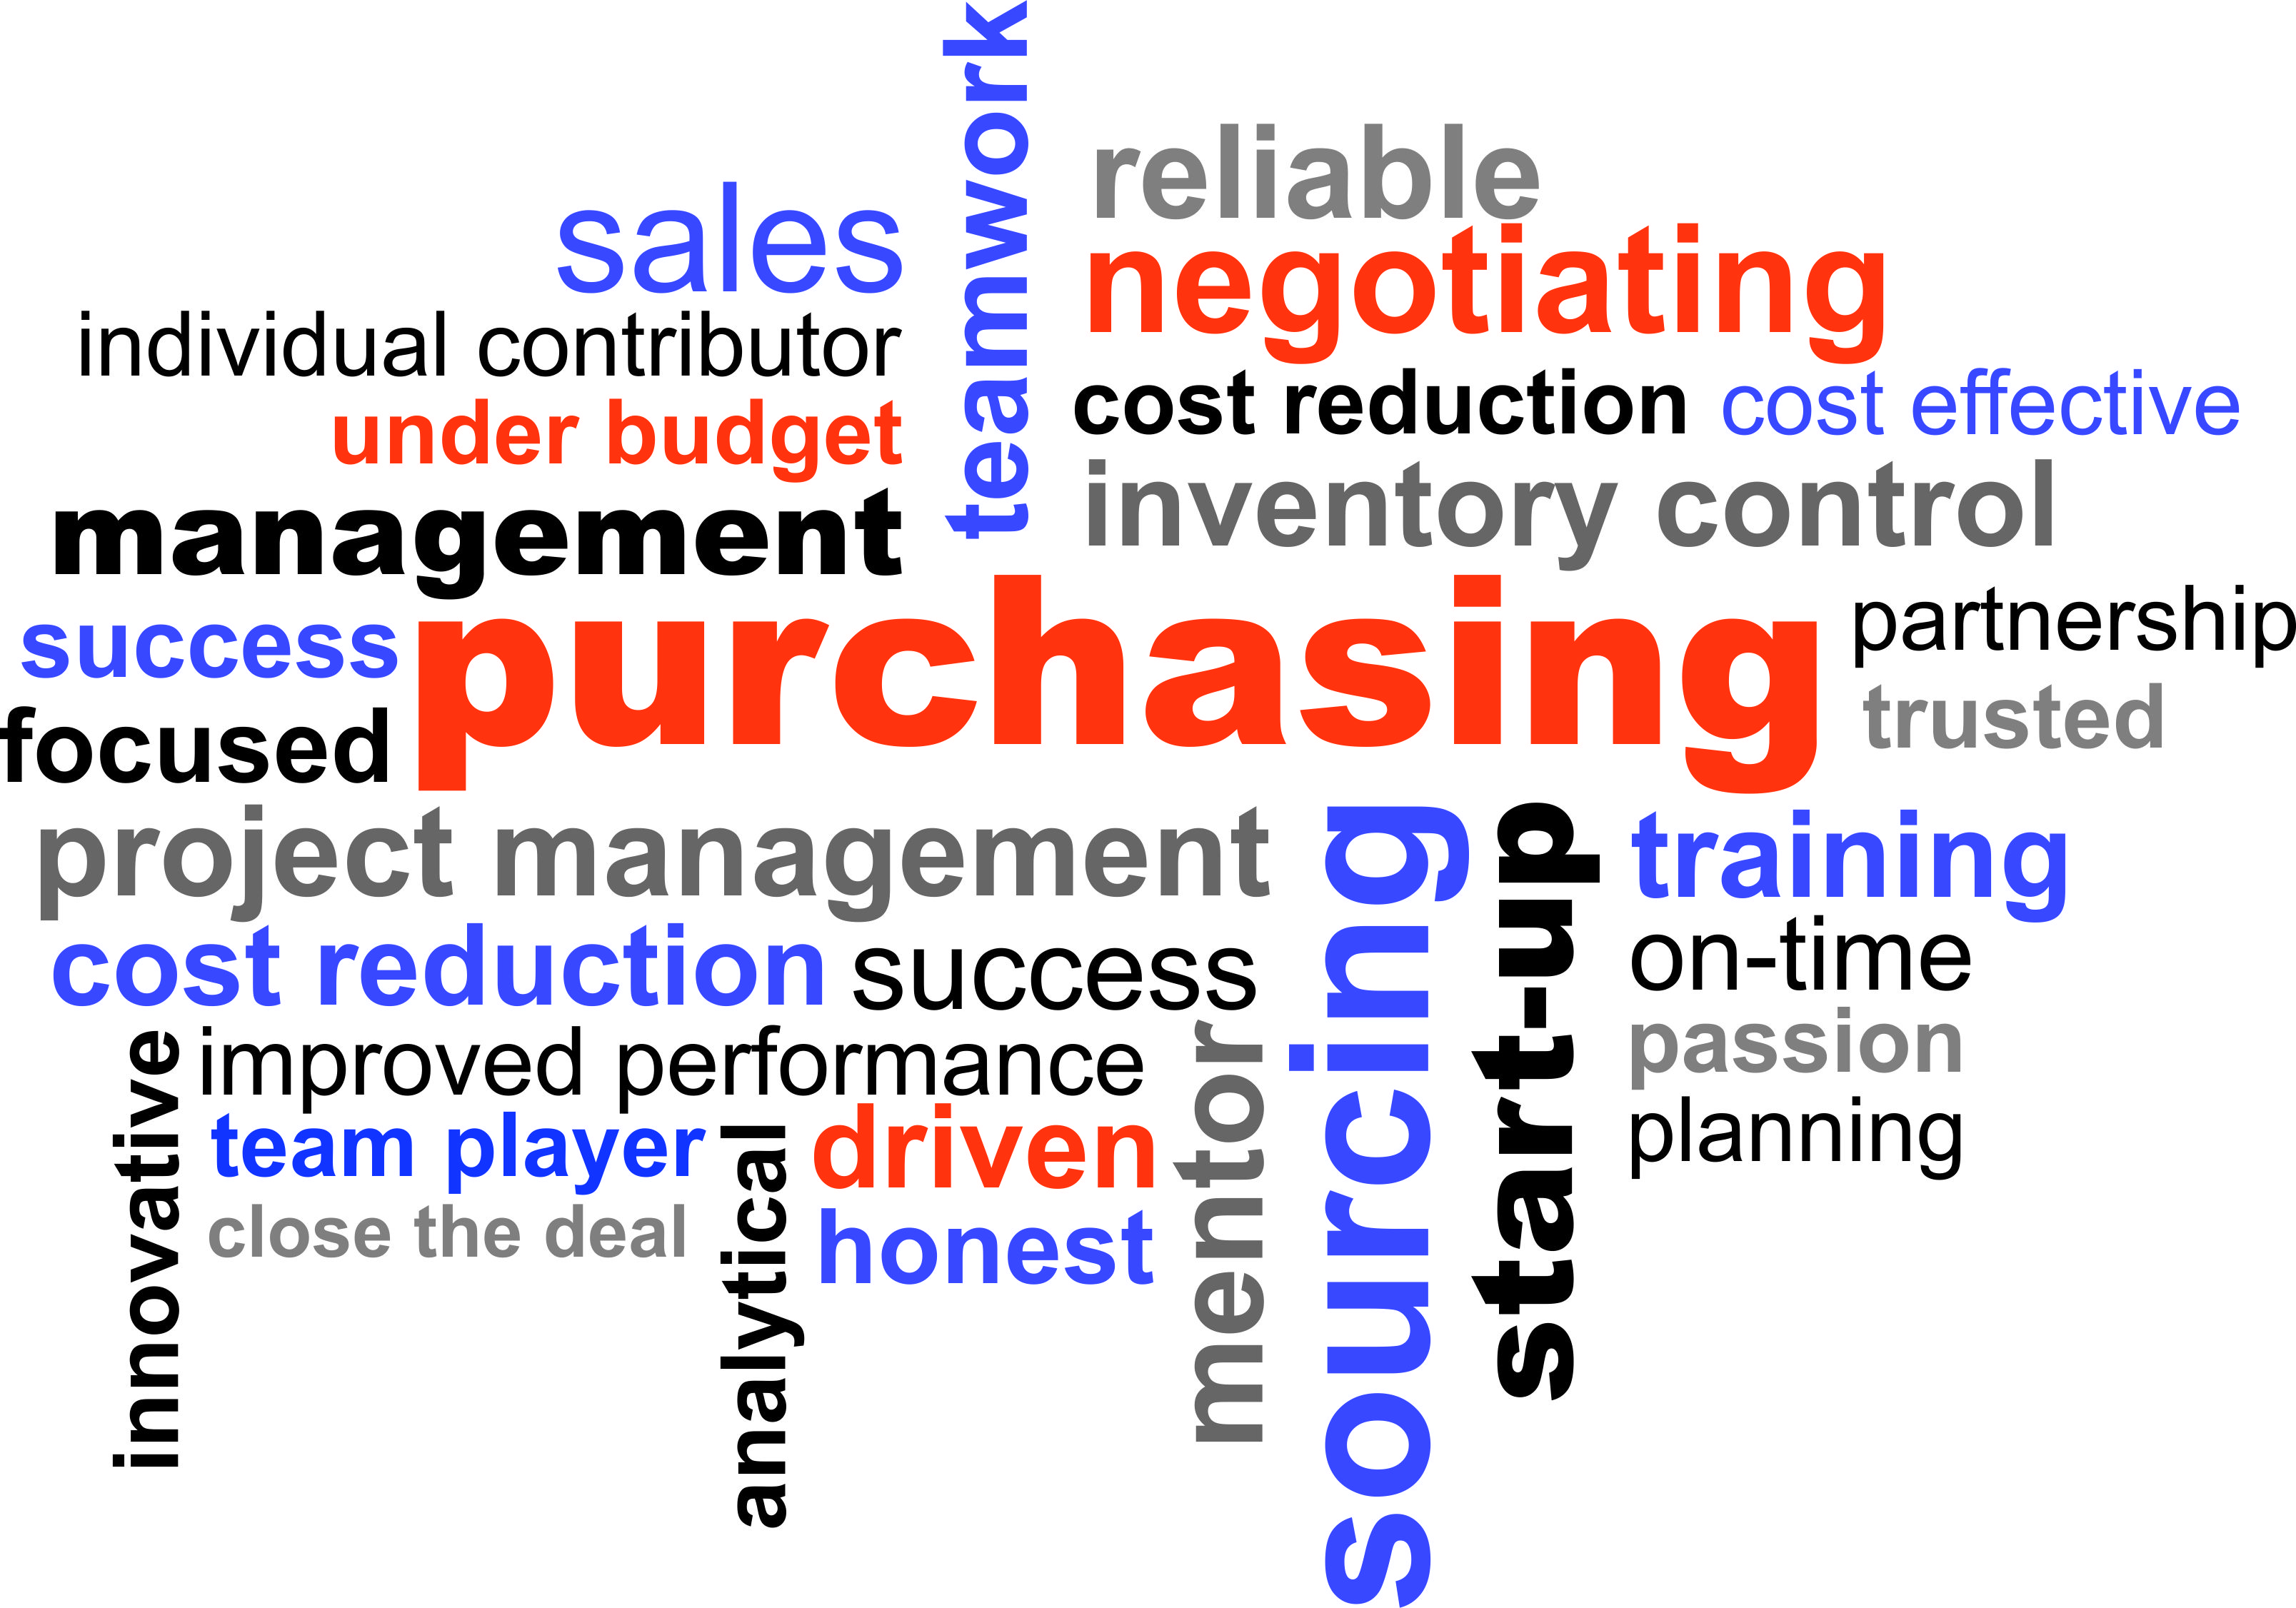 teamwork
reliable
sales
negotiating
individual contributor
cost reduction
cost effective
under budget
inventory control
management
purchasing
partnership
success
trusted
focused
project management
sourcing
start-up
training
cost reduction
success
on-time
improved performance
passion
innovative
team player
analytical
driven
mentor
planning
close the deal
honest